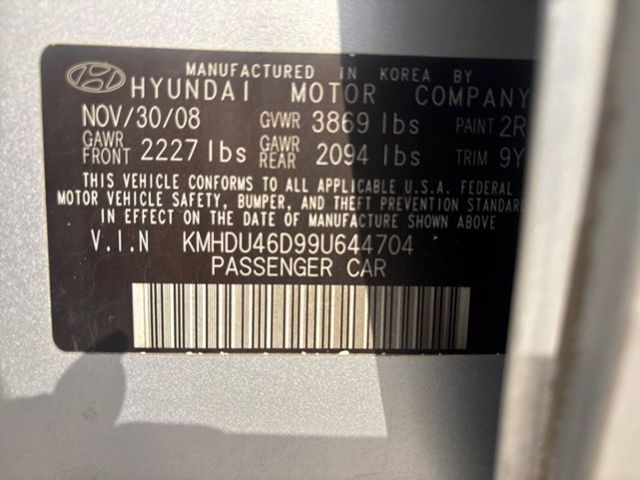 MANUFACTURED IN KOREA BY
HYUNDAI MOTOR COMPANY
NOV/30/08 GVWR 3869 lbs PAINT 2R
GAWR FRONT 2227 lbs GAWR REAR 2094 lbs TRIM 9Y
THIS VEHICLE CONFORMS TO ALL APPLICABLE U.S.A. FEDERAL
MOTOR VEHICLE SAFETY, BUMPER, AND THEFT PREVENTION STANDARD
IN EFFECT ON THE DATE OF MANUFACTURE SHOWN ABOVE
V.I.N KMHDU46D99U644704
PASSENGER CAR